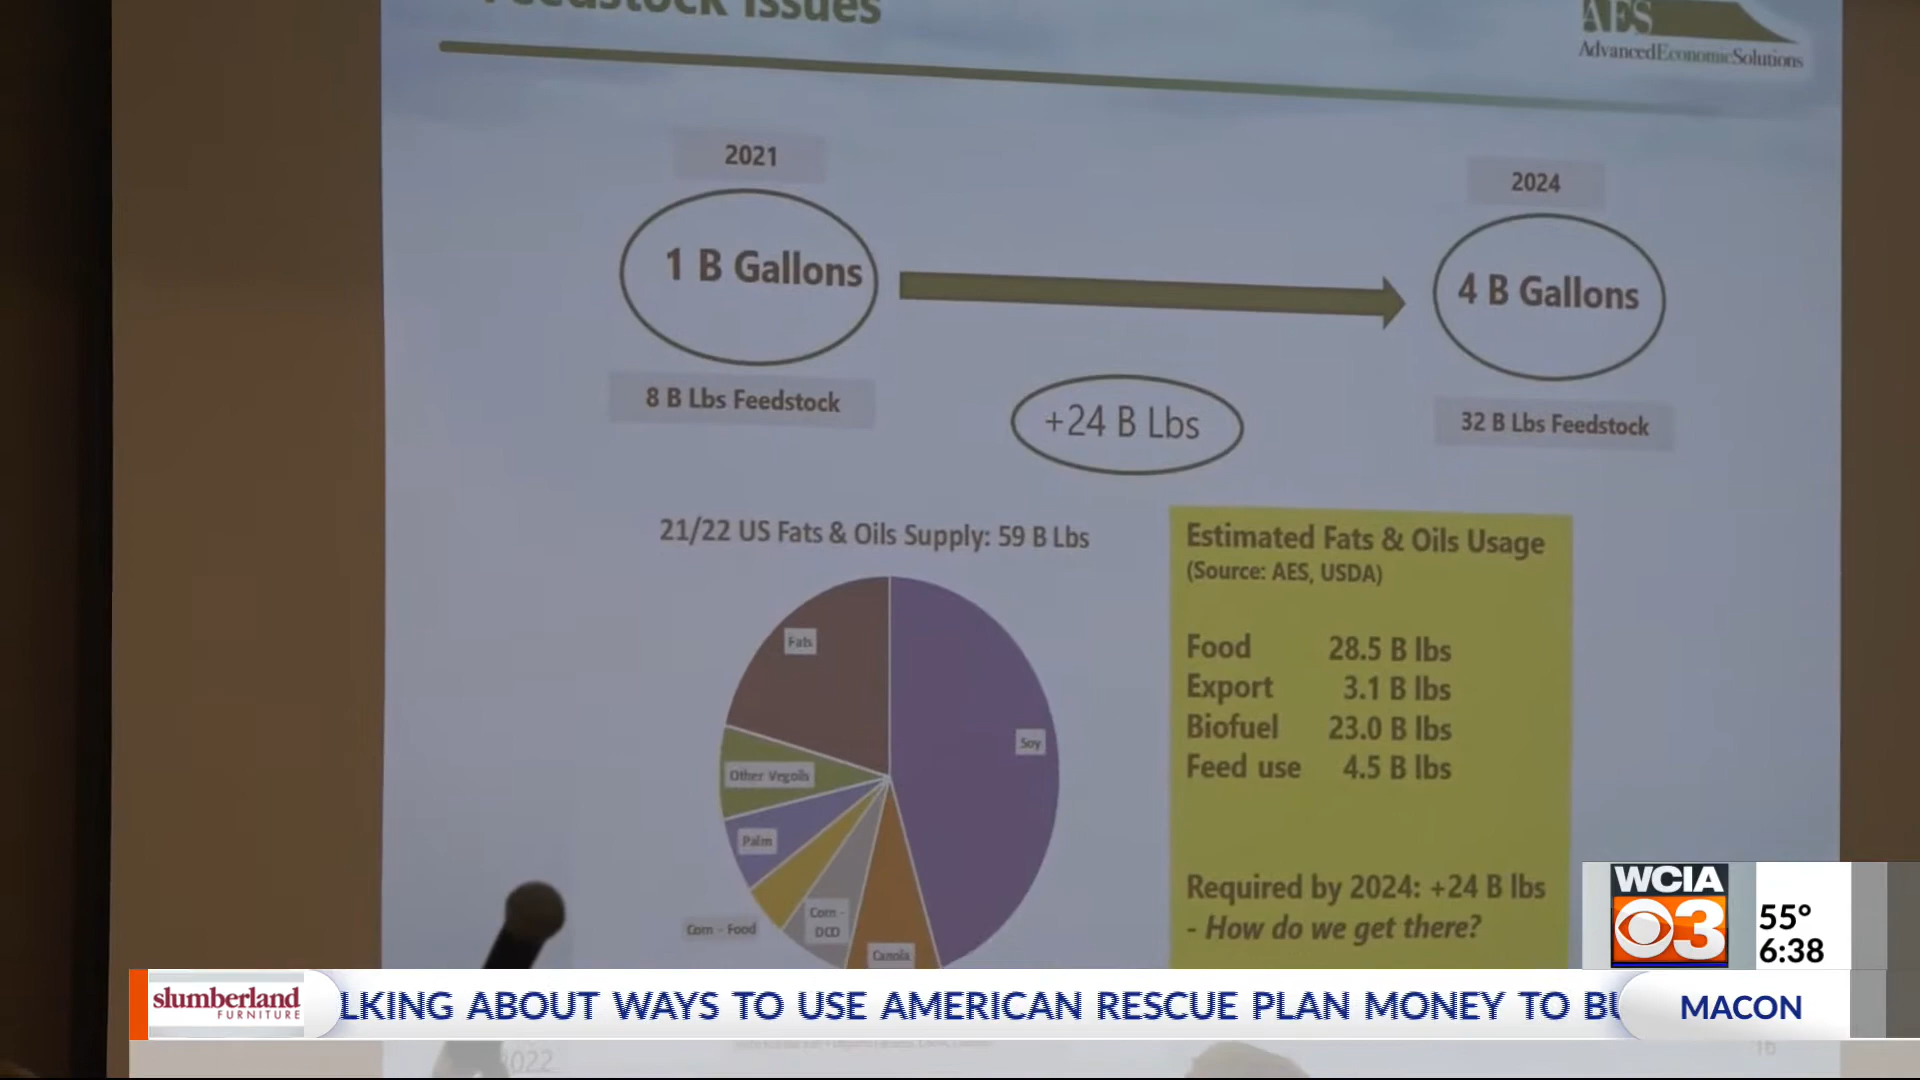 Feedstock Issues
AES
AdvancedEconomicSolutions
2021
2024
1 B Gallons
4 B Gallons
8 B Lbs Feedstock
+24 B Lbs
32 B Lbs Feedstock
21/22 US Fats & Oils Supply: 59 B Lbs
Fats
Soy
Other Vegoils
Palm
Corn - Food
Corn -
DCO
Canola
Estimated Fats & Oils Usage
(Source: AES, USDA)
Food 28.5 B lbs
Export 3.1 B lbs
Biofuel 23.0 B lbs
Feed use 4.5 B lbs
Required by 2024: +24 B lbs
- How do we get there?
WCIA
3
55°
6:38
slumberland
FURNITURE
LKING ABOUT WAYS TO USE AMERICAN RESCUE PLAN MONEY TO BU
MACON
2022
16